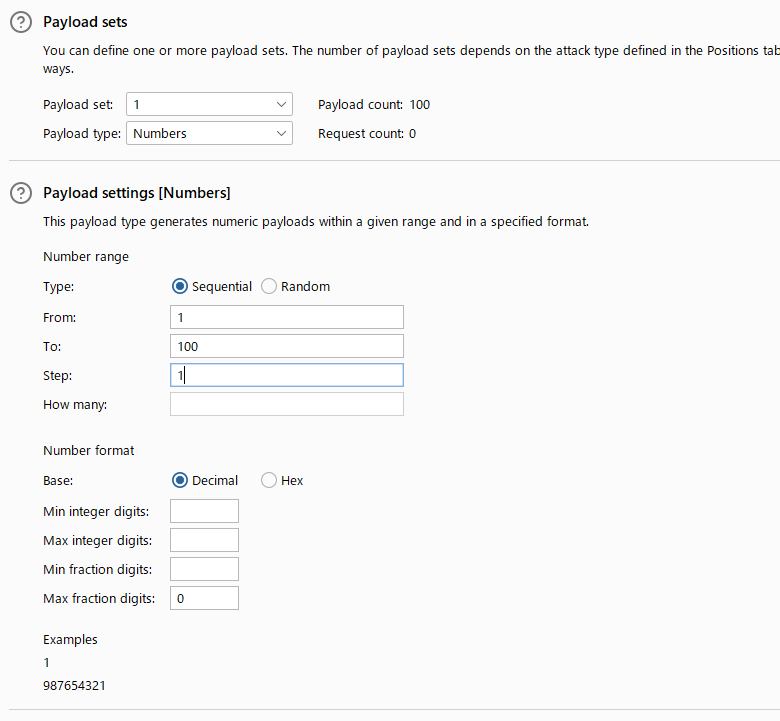 Payload sets
You can define one or more payload sets. The number of payload sets depends on the attack type defined in the Positions tab
ways.
Payload set: 1 Payload count: 100
Payload type: Numbers Request count: 0
Payload settings [Numbers]
This payload type generates numeric payloads within a given range and in a specified format.
Number range
Type: Sequential Random
From: 1
To: 100
Step: 1
How many:
Number format
Base: Decimal Hex
Min integer digits:
Max integer digits:
Min fraction digits:
Max fraction digits: 0
Examples
1
987654321